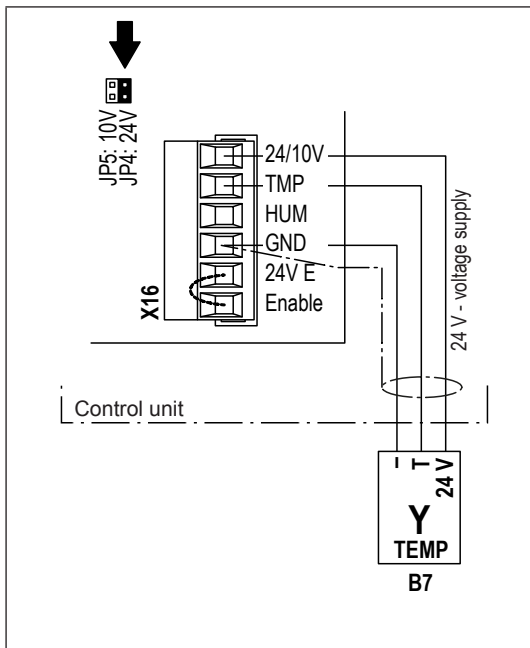 JP5: 10V
JP4: 24V
24/10V
TMP
HUM
GND
24V E
Enable
X16
24 V - voltage supply
Control unit
–
T
24 V
Y
TEMP
B7